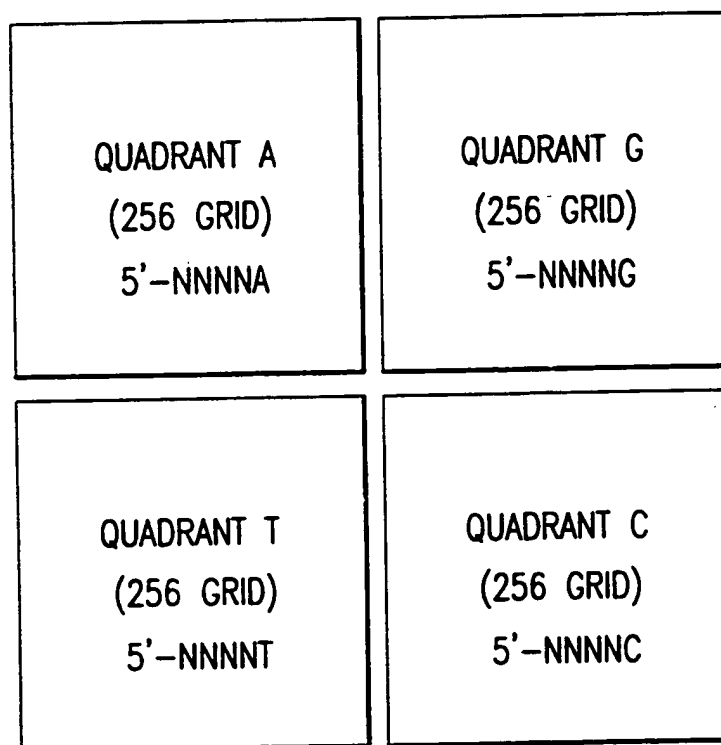 QUADRANT A
(256 GRID)
5'-NNNNA
QUADRANT G
(256 GRID)
5'-NNNNG
QUADRANT T
(256 GRID)
5'-NNNNT
QUADRANT C
(256 GRID)
5'-NNNNC